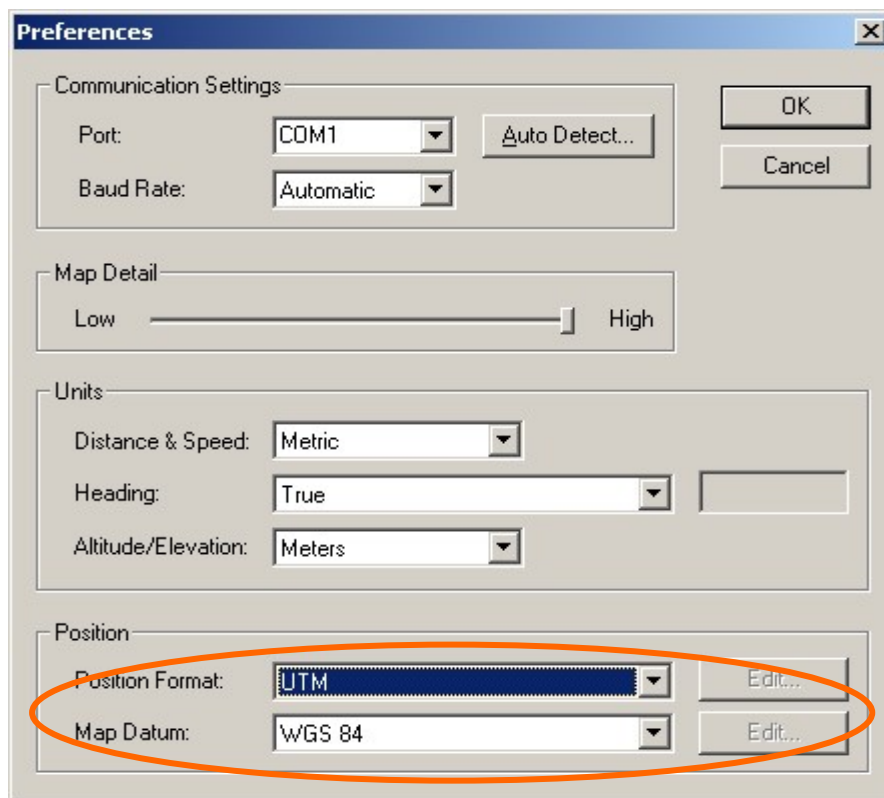 Preferences
Communication Settings
Port: COM1 Auto Detect... OK
Baud Rate: Automatic Cancel
Map Detail
Low High
Units
Distance & Speed: Metric
Heading: True
Altitude/Elevation: Meters
Position
Position Format: UTM Edit...
Map Datum: WGS 84 Edit...